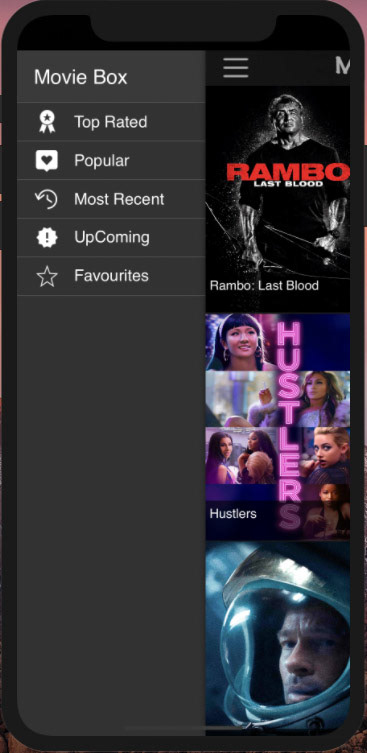 Movie Box
Top Rated
Popular
Most Recent
UpComing
Favourites
M
RAMBO
LAST BLOOD
Rambo: Last Blood
HUSTLERS
Hustlers